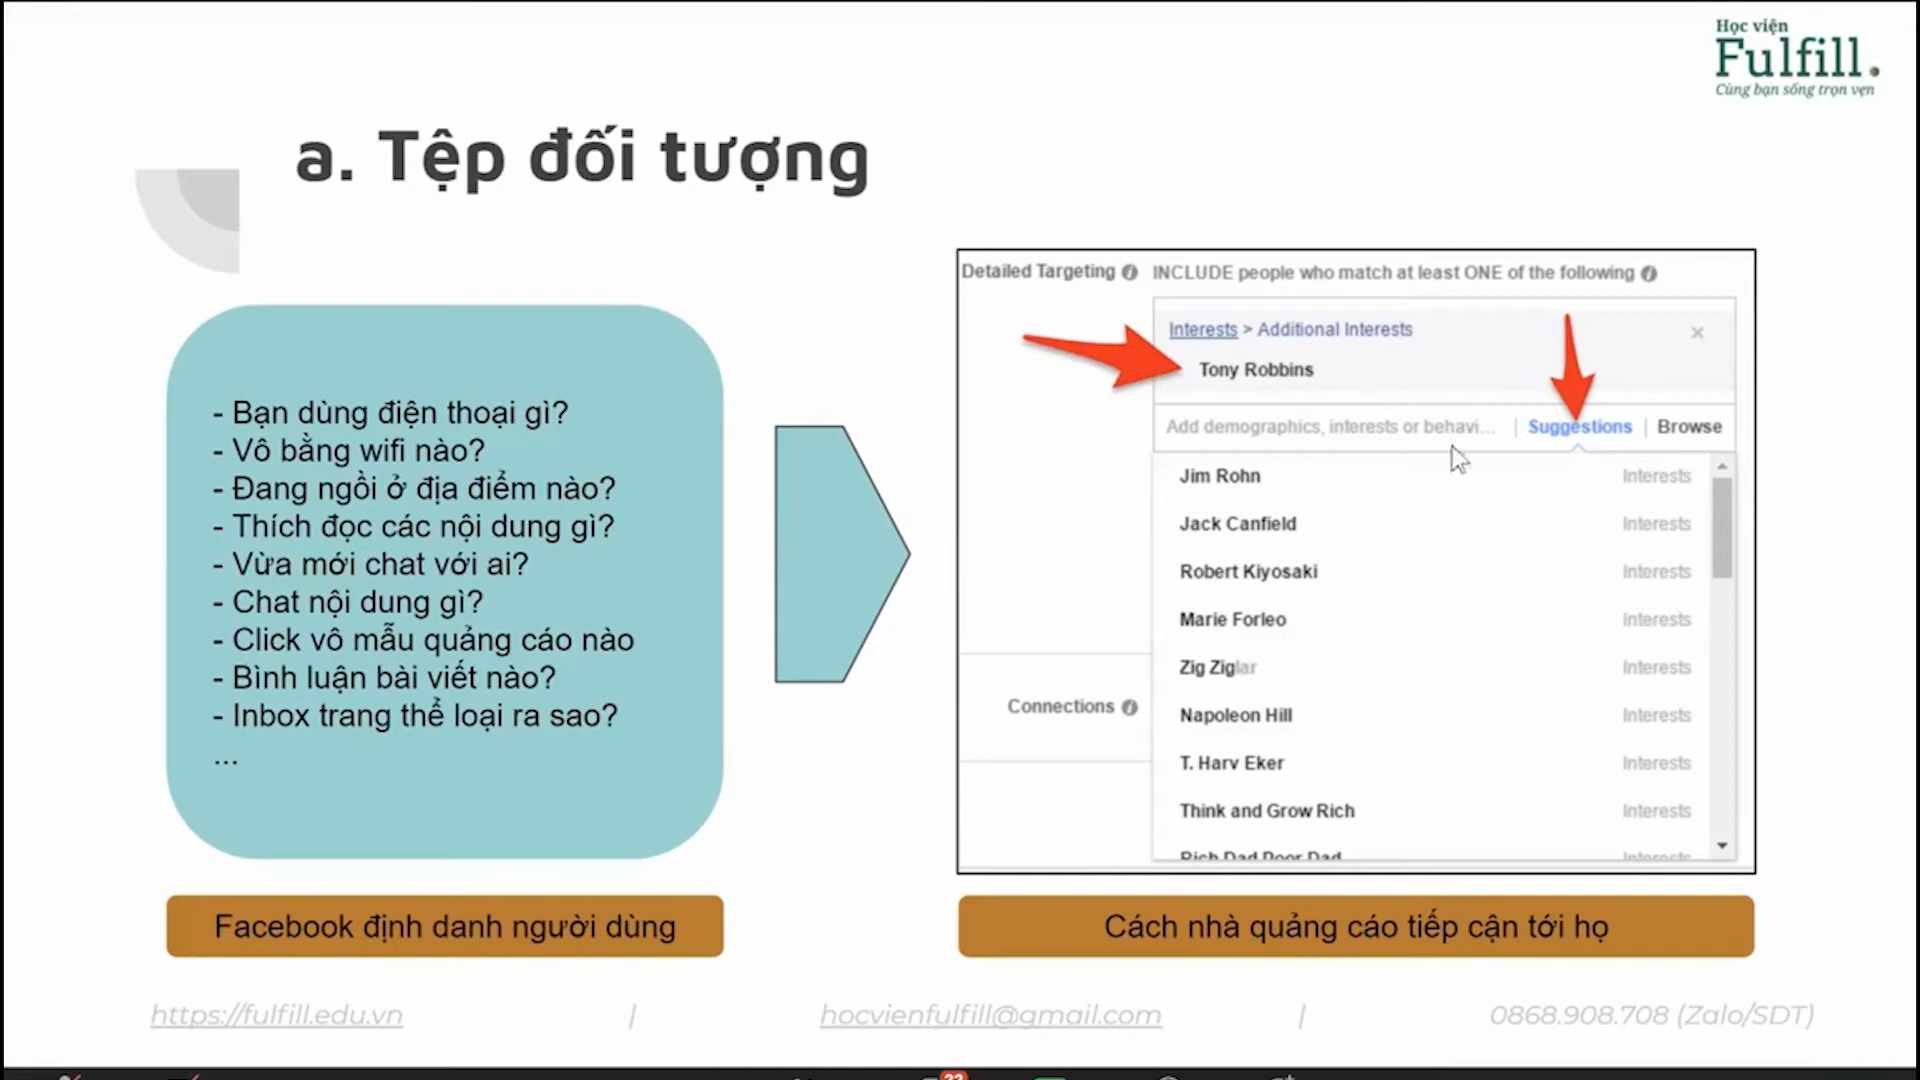 Học viện
Fulfill.
Cùng bạn sống trọn vẹn
a. Tệp đối tượng
- Bạn dùng điện thoại gì?
- Vô bằng wifi nào?
- Đang ngồi ở địa điểm nào?
- Thích đọc các nội dung gì?
- Vừa mới chat với ai?
- Chat nội dung gì?
- Click vô mẫu quảng cáo nào
- Bình luận bài viết nào?
- Inbox trang thể loại ra sao?
...
Facebook định danh người dùng
Detailed Targeting
INCLUDE people who match at least ONE of the following
Interests > Additional Interests
Tony Robbins
Add demographics, interests or behavi... | Suggestions | Browse
Jim Rohn Interests
Jack Canfield Interests
Robert Kiyosaki Interests
Marie Forleo Interests
Zig Ziglar Interests
Napoleon Hill Interests
T. Harv Eker Interests
Think and Grow Rich Interests
Rich Dad Poor Dad Interests
Connections
Cách nhà quảng cáo tiếp cận tới họ
https://fulfill.edu.vn | hocvienfulfill@gmail.com | 0868.908.708 (Zalo/SDT)
22